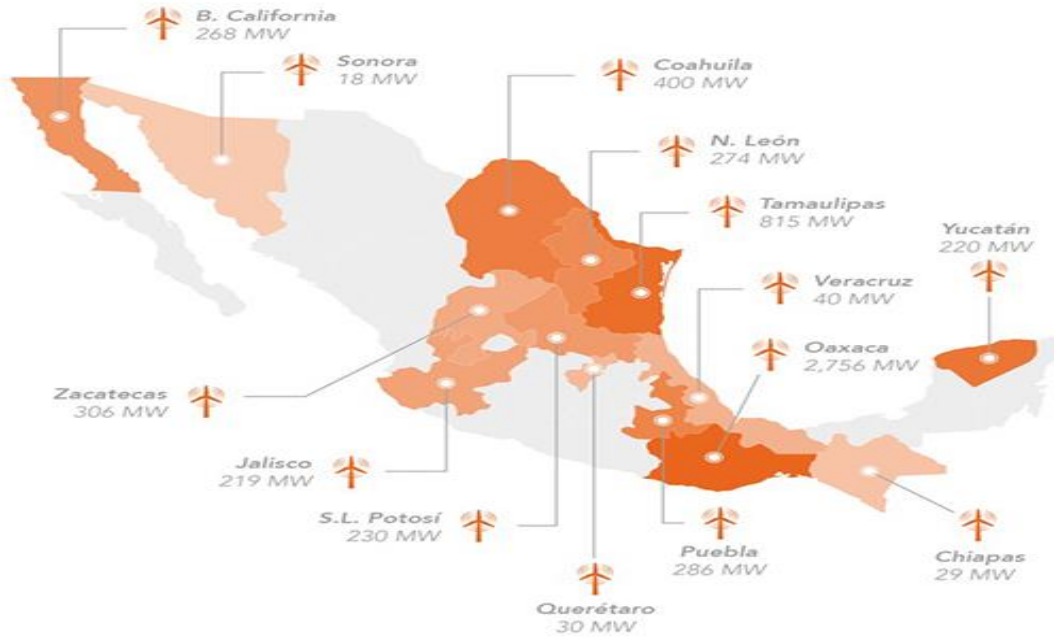 B. California
268 MW
Sonora
18 MW
Coahuila
400 MW
N. León
274 MW
Tamaulipas
815 MW
Yucatán
220 MW
Veracruz
40 MW
Oaxaca
2,756 MW
Zacatecas
306 MW
Jalisco
219 MW
S.L. Potosí
230 MW
Puebla
286 MW
Chiapas
29 MW
Querétaro
30 MW